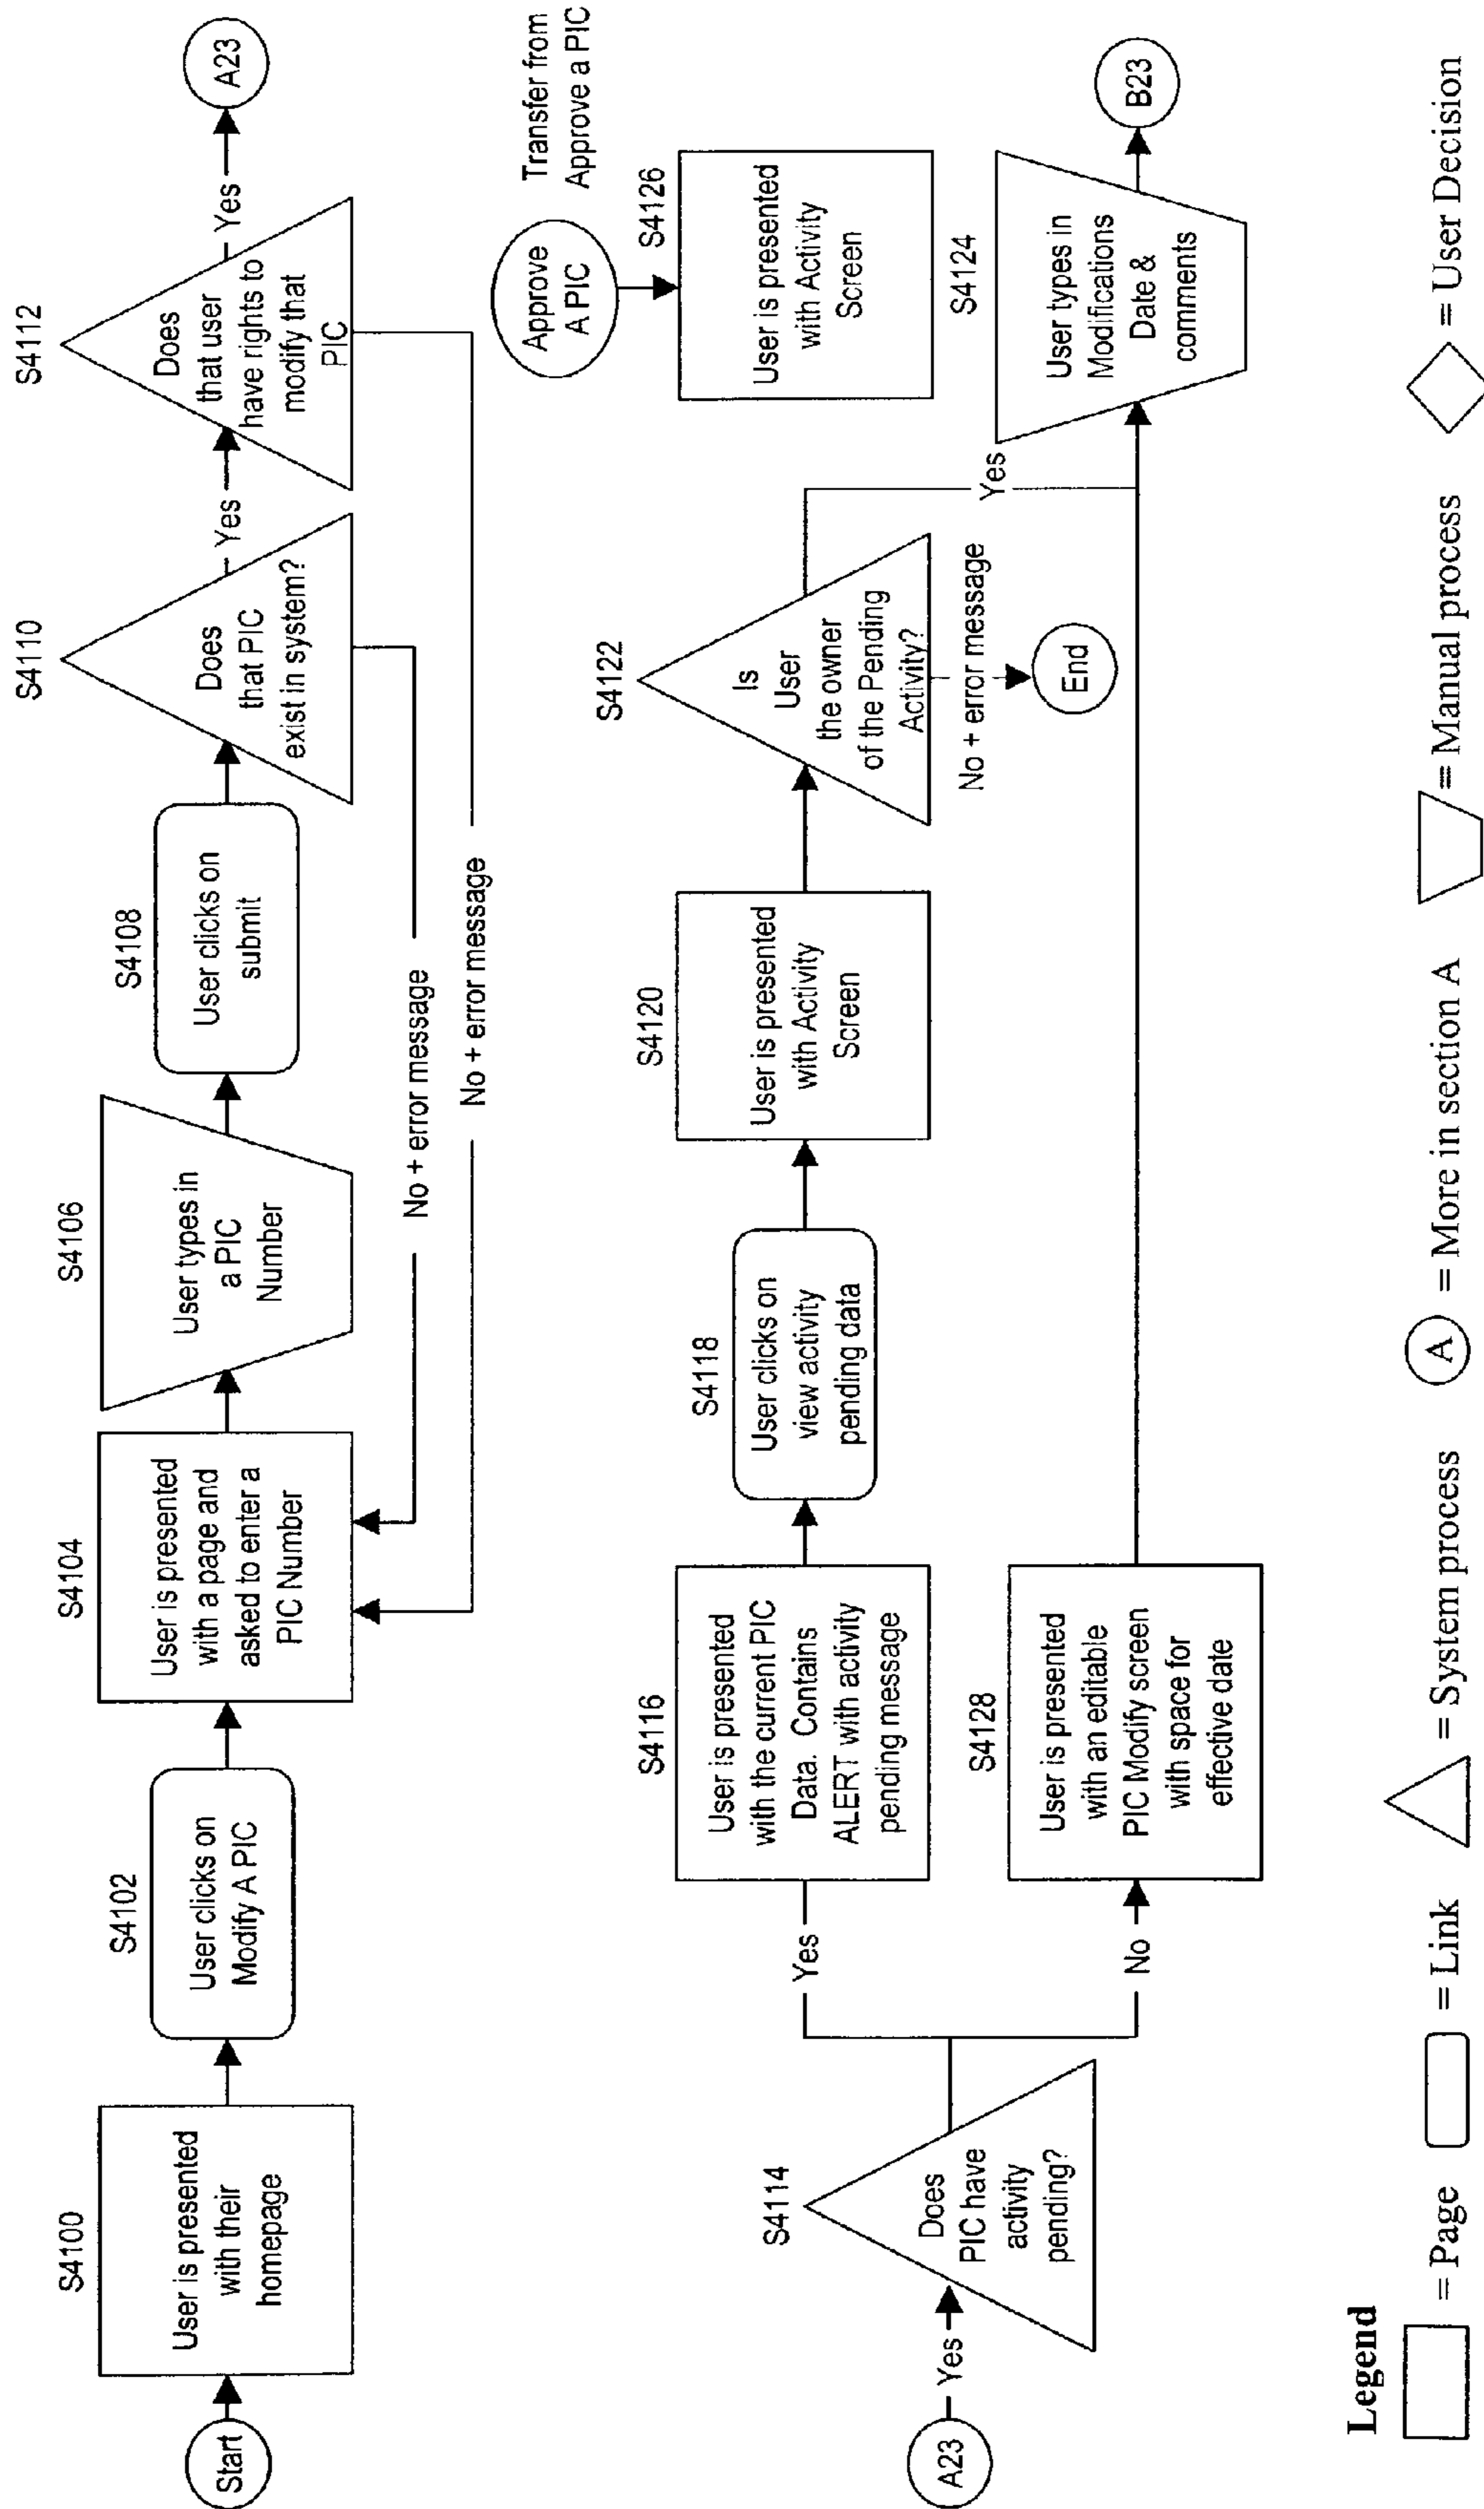 Start
S4100
User is presented
with their
homepage
S4102
User clicks on
Modify A PIC
S4104
User is presented
with a page and
asked to enter a
PIC Number
S4106
User types in
a PIC
Number
S4108
User clicks on
submit
S4110
Does
that PIC
exist in system?
Yes
S4112
Does
that user
have rights to
modify that
PIC
Yes
A23
No + error message
No + error message
A23
Yes
S4114
Does
PIC have
activity
pending?
Yes
No
S4116
User is presented
with the current PIC
Data. Contains
ALERT with activity
pending message
S4118
User clicks on
view activity
pending data
S4120
User is presented
with Activity
Screen
S4122
Is
User
the owner
of the Pending
Activity?
No + error message
End
Yes
Approve
A PIC
Transfer from
Approve a PIC
S4126
User is presented
with Activity
Screen
S4128
User is presented
with an editable
PIC Modify screen
with space for
effective date
S4124
User types in
Modifications
Date &
comments
B23
Legend
= Page
= Link
= System process
A
= More in section A
= Manual process
= User Decision